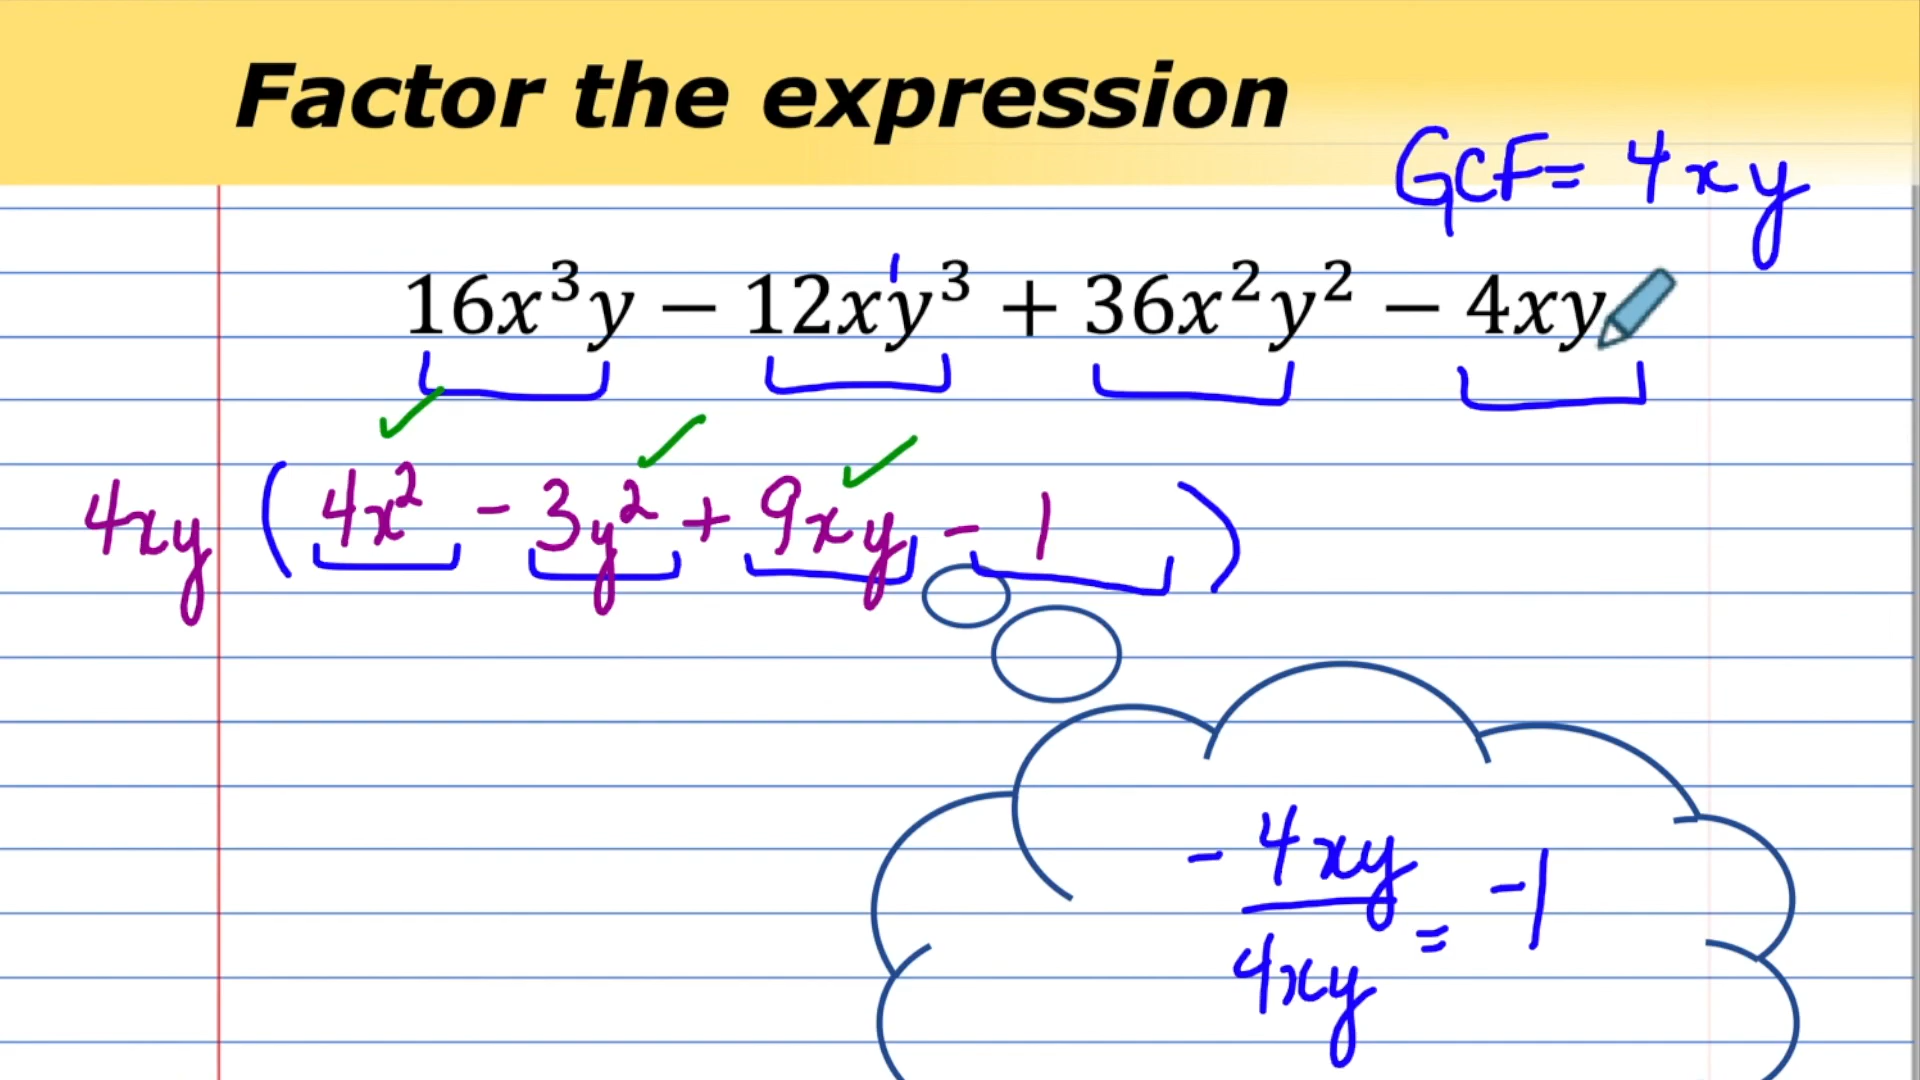 Factor the expression
GCF = 4xy
16x³y − 12xy³ + 36x²y² − 4xy
4xy ( 4x² - 3y² + 9xy - 1 )
- 4xy
4xy
= -1